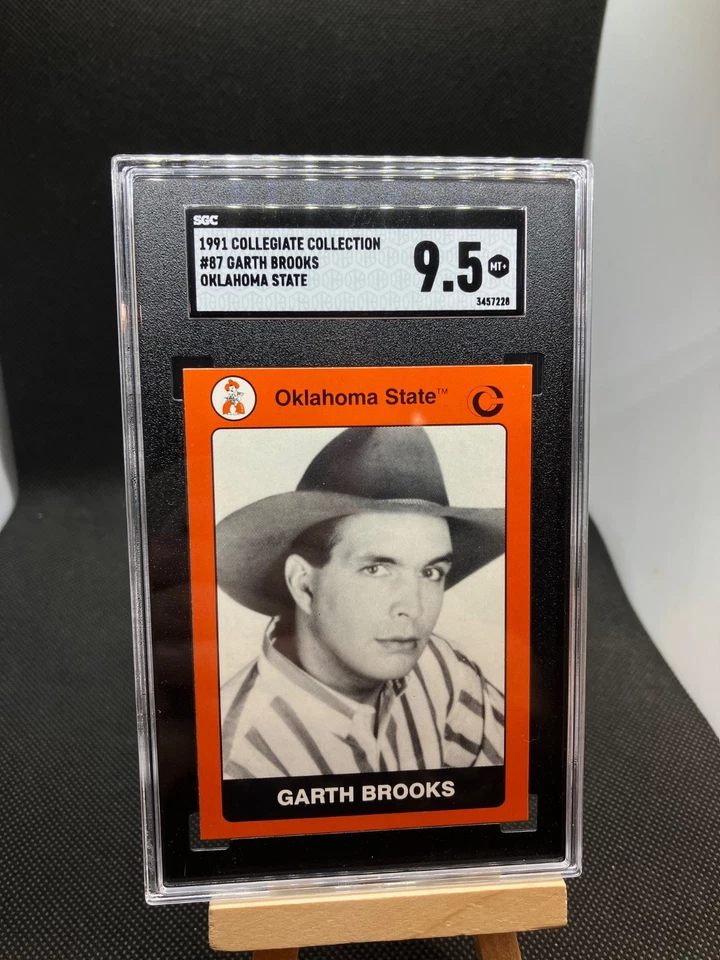 SGC
1991 COLLEGIATE COLLECTION
#87 GARTH BROOKS
OKLAHOMA STATE
9.5 MT+
3457228
Oklahoma State™
GARTH BROOKS